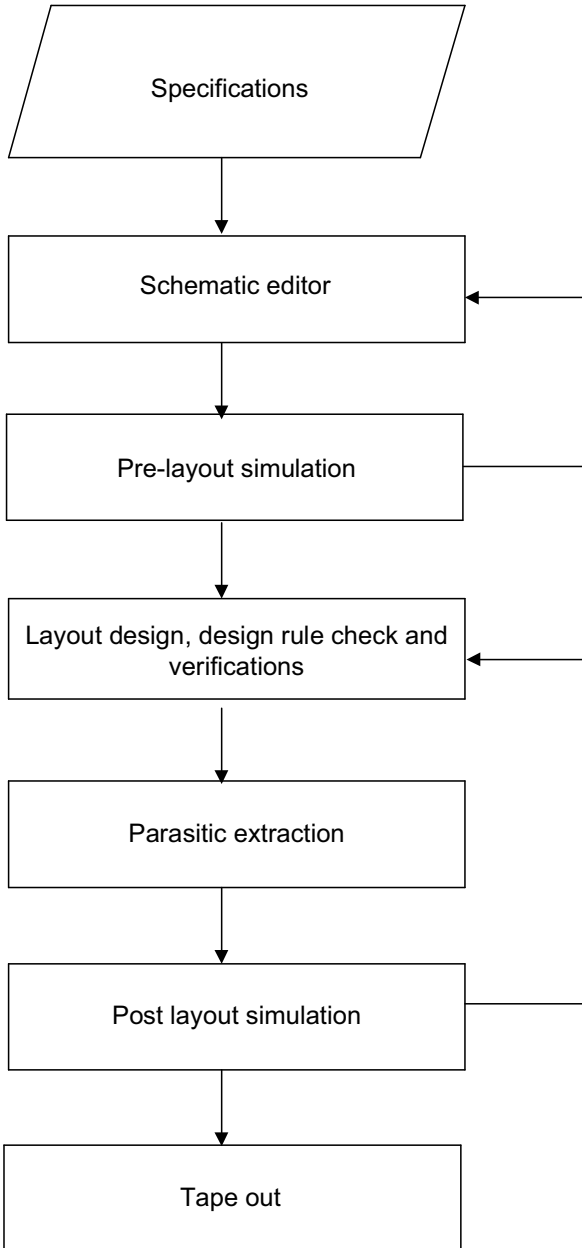 Specifications
Schematic editor
Pre-layout simulation
Layout design, design rule check and
verifications
Parasitic extraction
Post layout simulation
Tape out